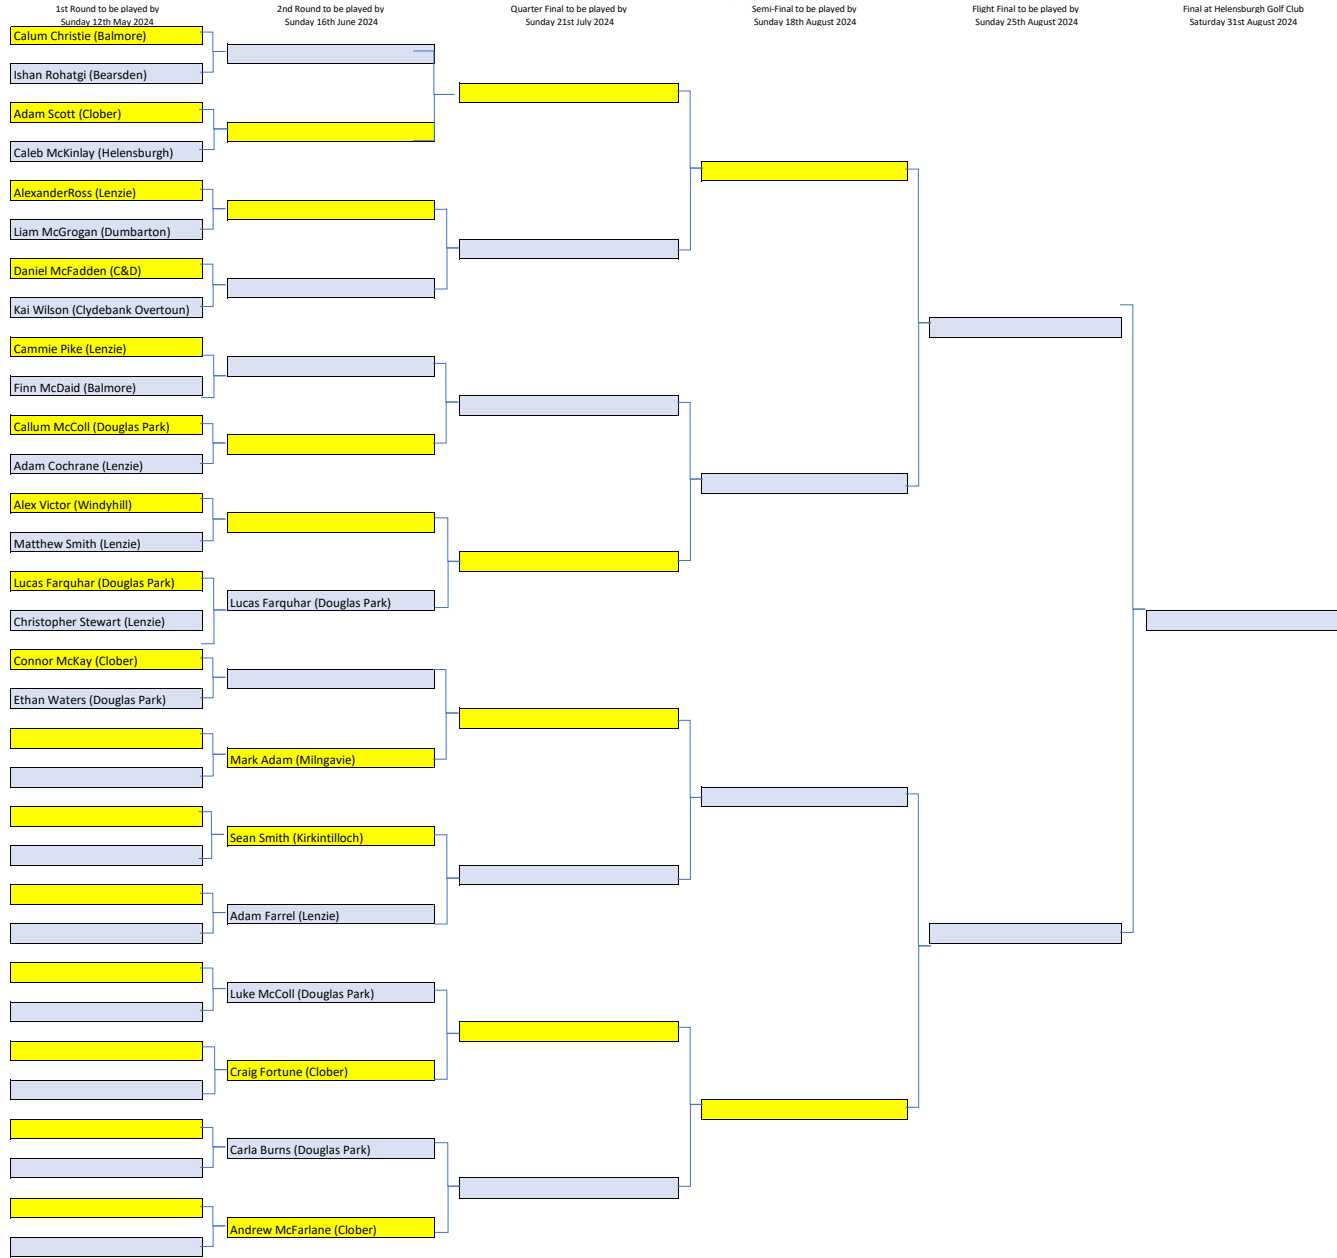 1st Round to be played by
Sunday 12th May 2024
2nd Round to be played by
Sunday 16th June 2024
Quarter Final to be played by
Sunday 21st July 2024
Semi-Final to be played by
Sunday 18th August 2024
Flight Final to be played by
Sunday 25th August 2024
Final at Helensburgh Golf Club
Saturday 31st August 2024
Calum Christie (Balmore)
Ishan Rohatgi (Bearsden)
Adam Scott (Clober)
Caleb McKinlay (Helensburgh)
AlexanderRoss (Lenzie)
Liam McGrogan (Dumbarton)
Daniel McFadden (C&D)
Kai Wilson (Clydebank Overtoun)
Cammie Pike (Lenzie)
Finn McDaid (Balmore)
Callum McColl (Douglas Park)
Adam Cochrane (Lenzie)
Alex Victor (Windyhill)
Matthew Smith (Lenzie)
Lucas Farquhar (Douglas Park)
Christopher Stewart (Lenzie)
Connor McKay (Clober)
Ethan Waters (Douglas Park)
Lucas Farquhar (Douglas Park)
Mark Adam (Milngavie)
Sean Smith (Kirkintilloch)
Adam Farrel (Lenzie)
Luke McColl (Douglas Park)
Craig Fortune (Clober)
Carla Burns (Douglas Park)
Andrew McFarlane (Clober)